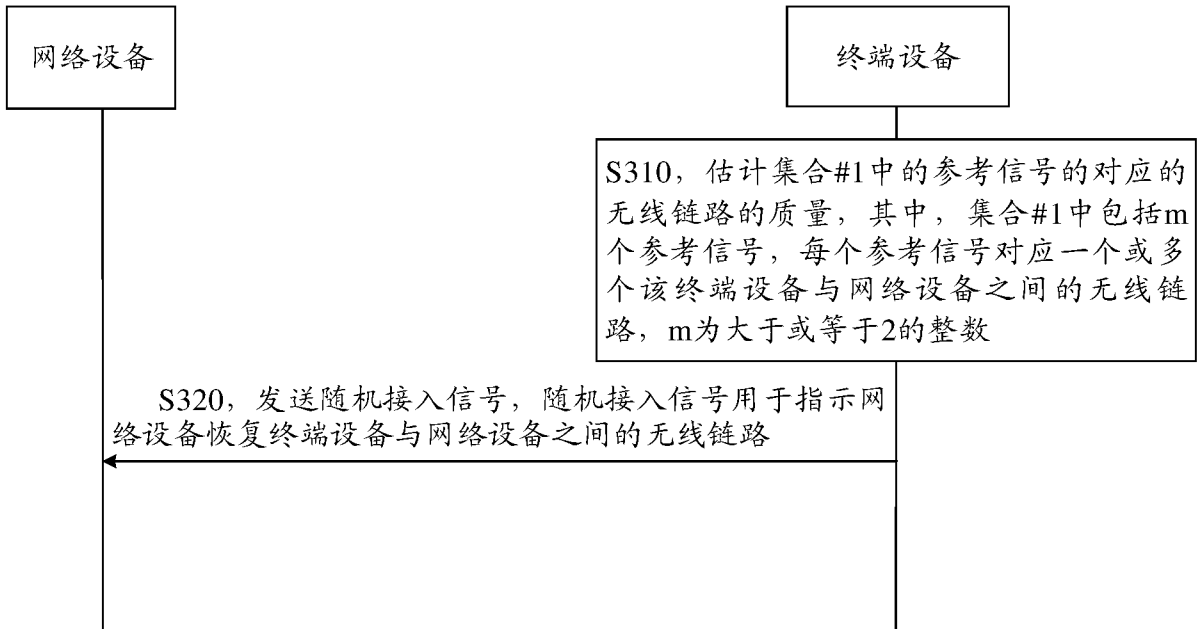 网络设备
终端设备
S310，估计集合#1中的参考信号的对应的
无线链路的质量，其中，集合#1中包括m
个参考信号，每个参考信号对应一个或多
个该终端设备与网络设备之间的无线链
路，m为大于或等于2的整数
S320，发送随机接入信号，随机接入信号用于指示网
络设备恢复终端设备与网络设备之间的无线链路